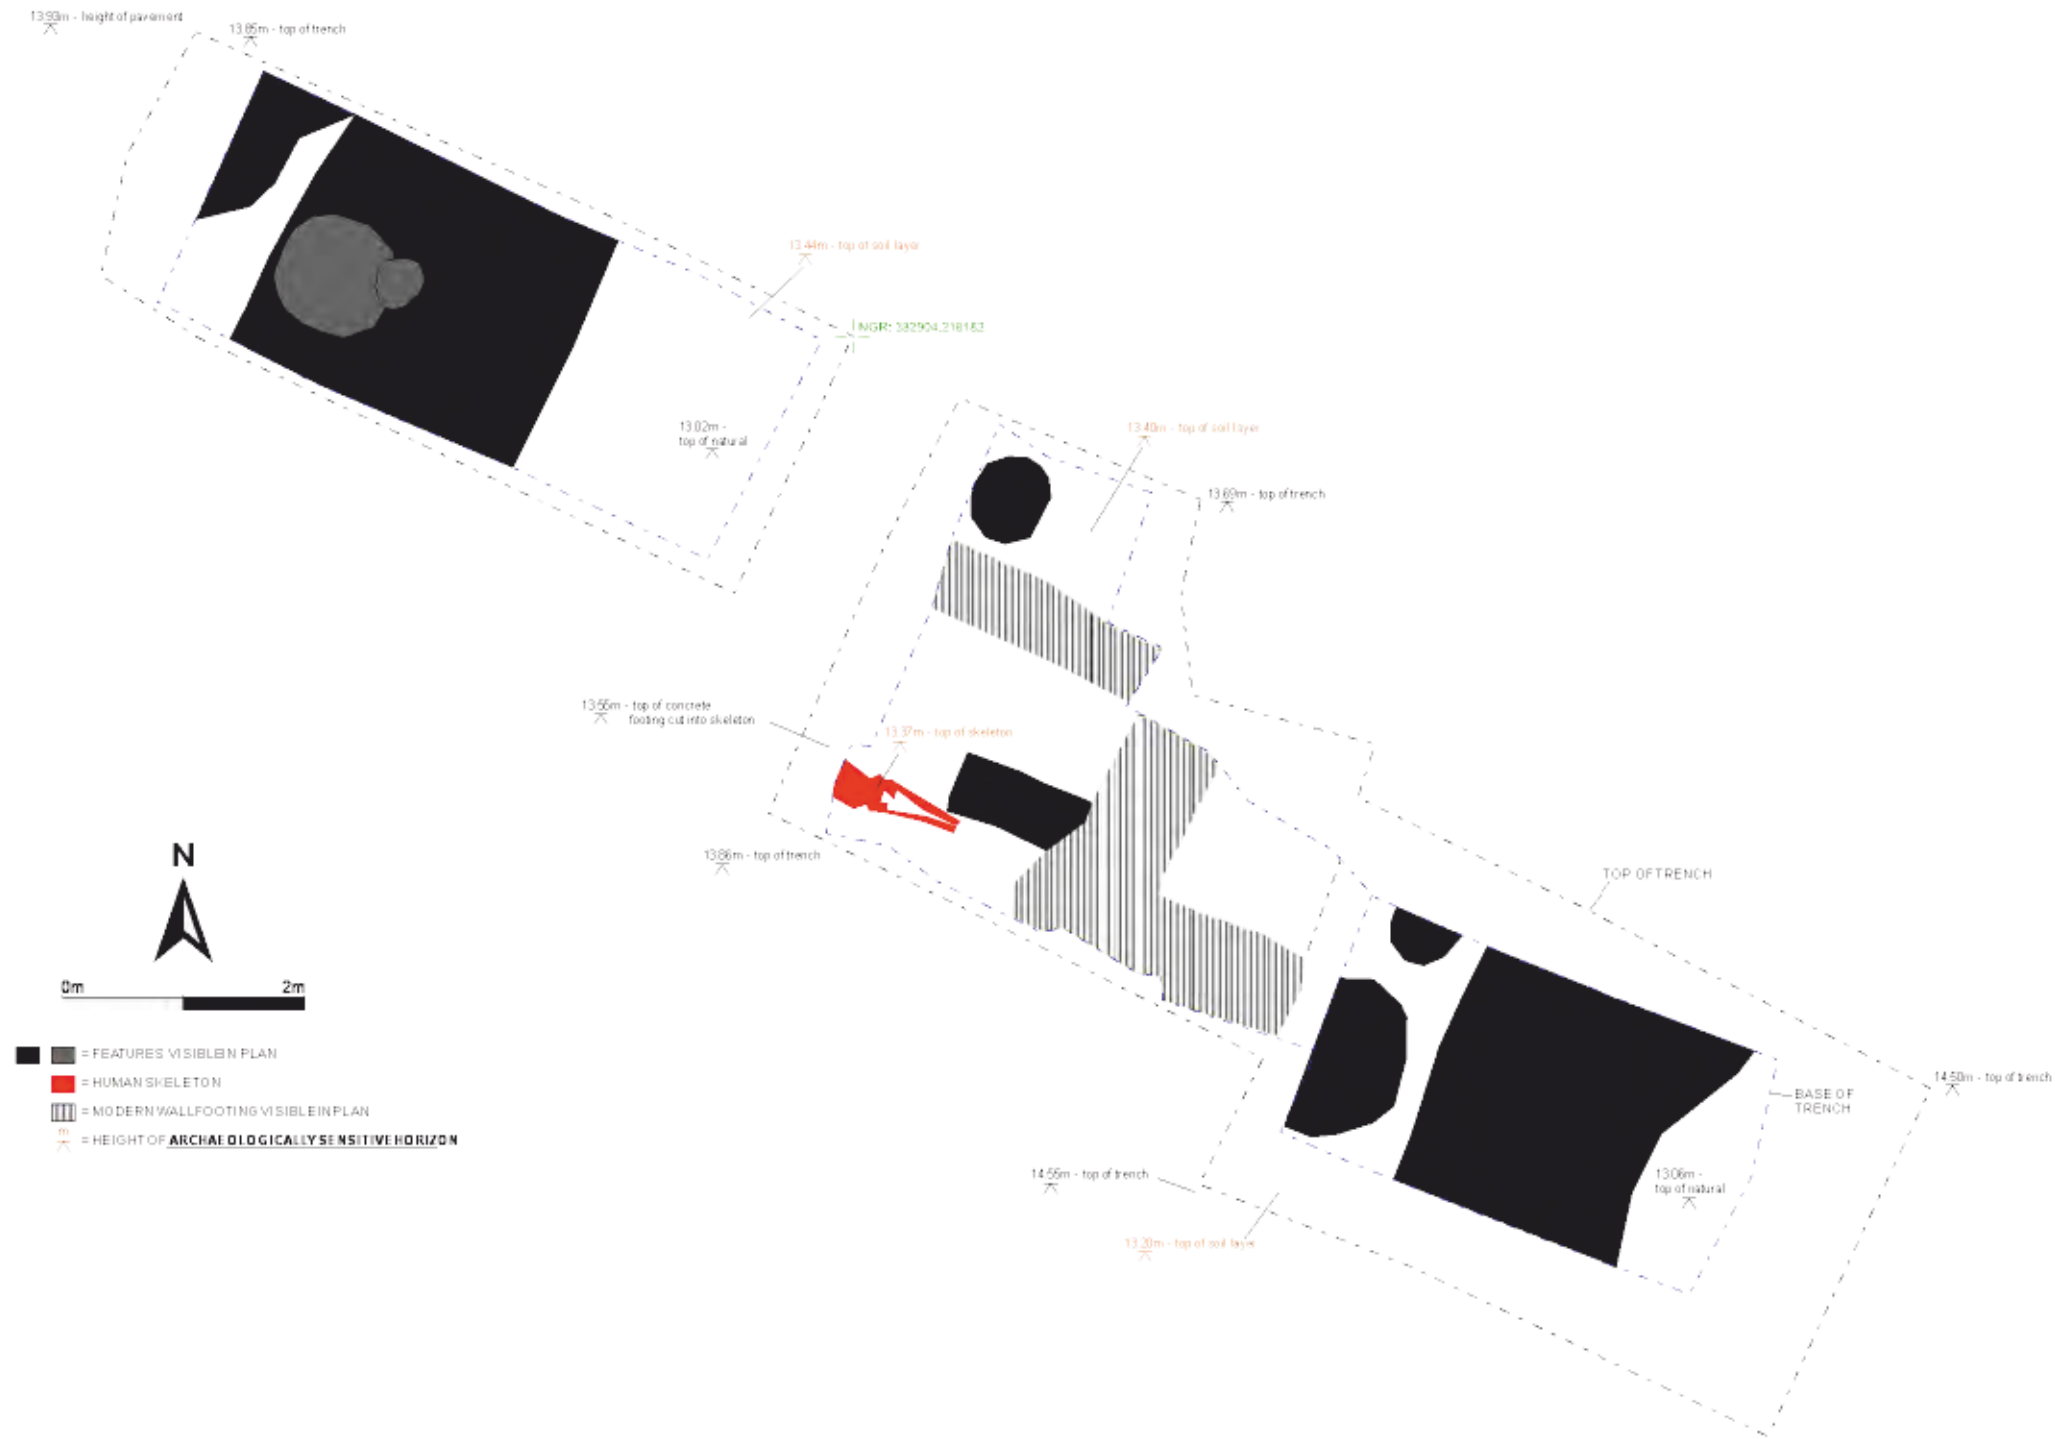 13.93m - height of pavement
13.85m - top of trench
13.44m - top of soil layer
NGR: 382904,218182
13.02m -
top of natural
13.40m - top of soil layer
13.69m - top of trench
13.55m - top of concrete
footing cut into skeleton
13.37m - top of skeleton
13.86m - top of trench
TOP OF TRENCH
N
0m 2m
= FEATURES VISIBLE IN PLAN
= HUMAN SKELETON
= MODERN WALL FOOTING VISIBLE IN PLAN
m
= HEIGHT OF ARCHAEOLOGICALLY SENSITIVE HORIZON
14.50m - top of trench
BASE OF
TRENCH
14.55m - top of trench
13.06m -
top of natural
13.20m - top of soil layer